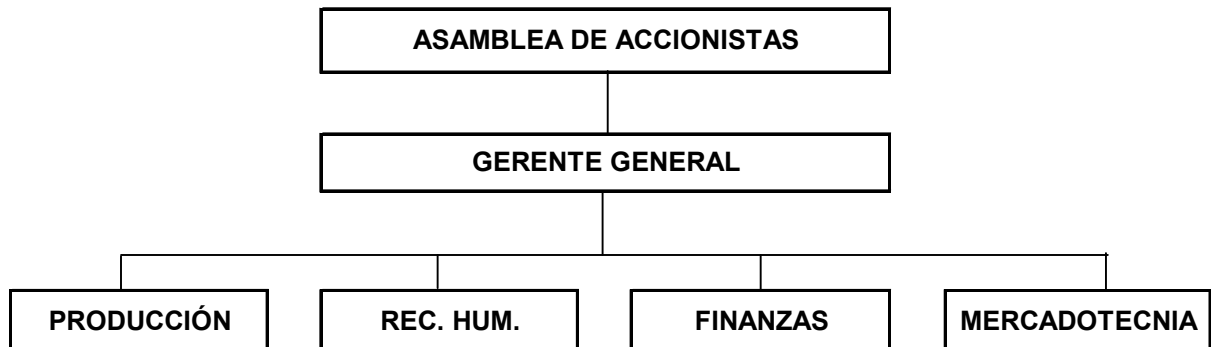 ASAMBLEA DE ACCIONISTAS
GERENTE GENERAL
PRODUCCIÓN
REC. HUM.
FINANZAS
MERCADOTECNIA